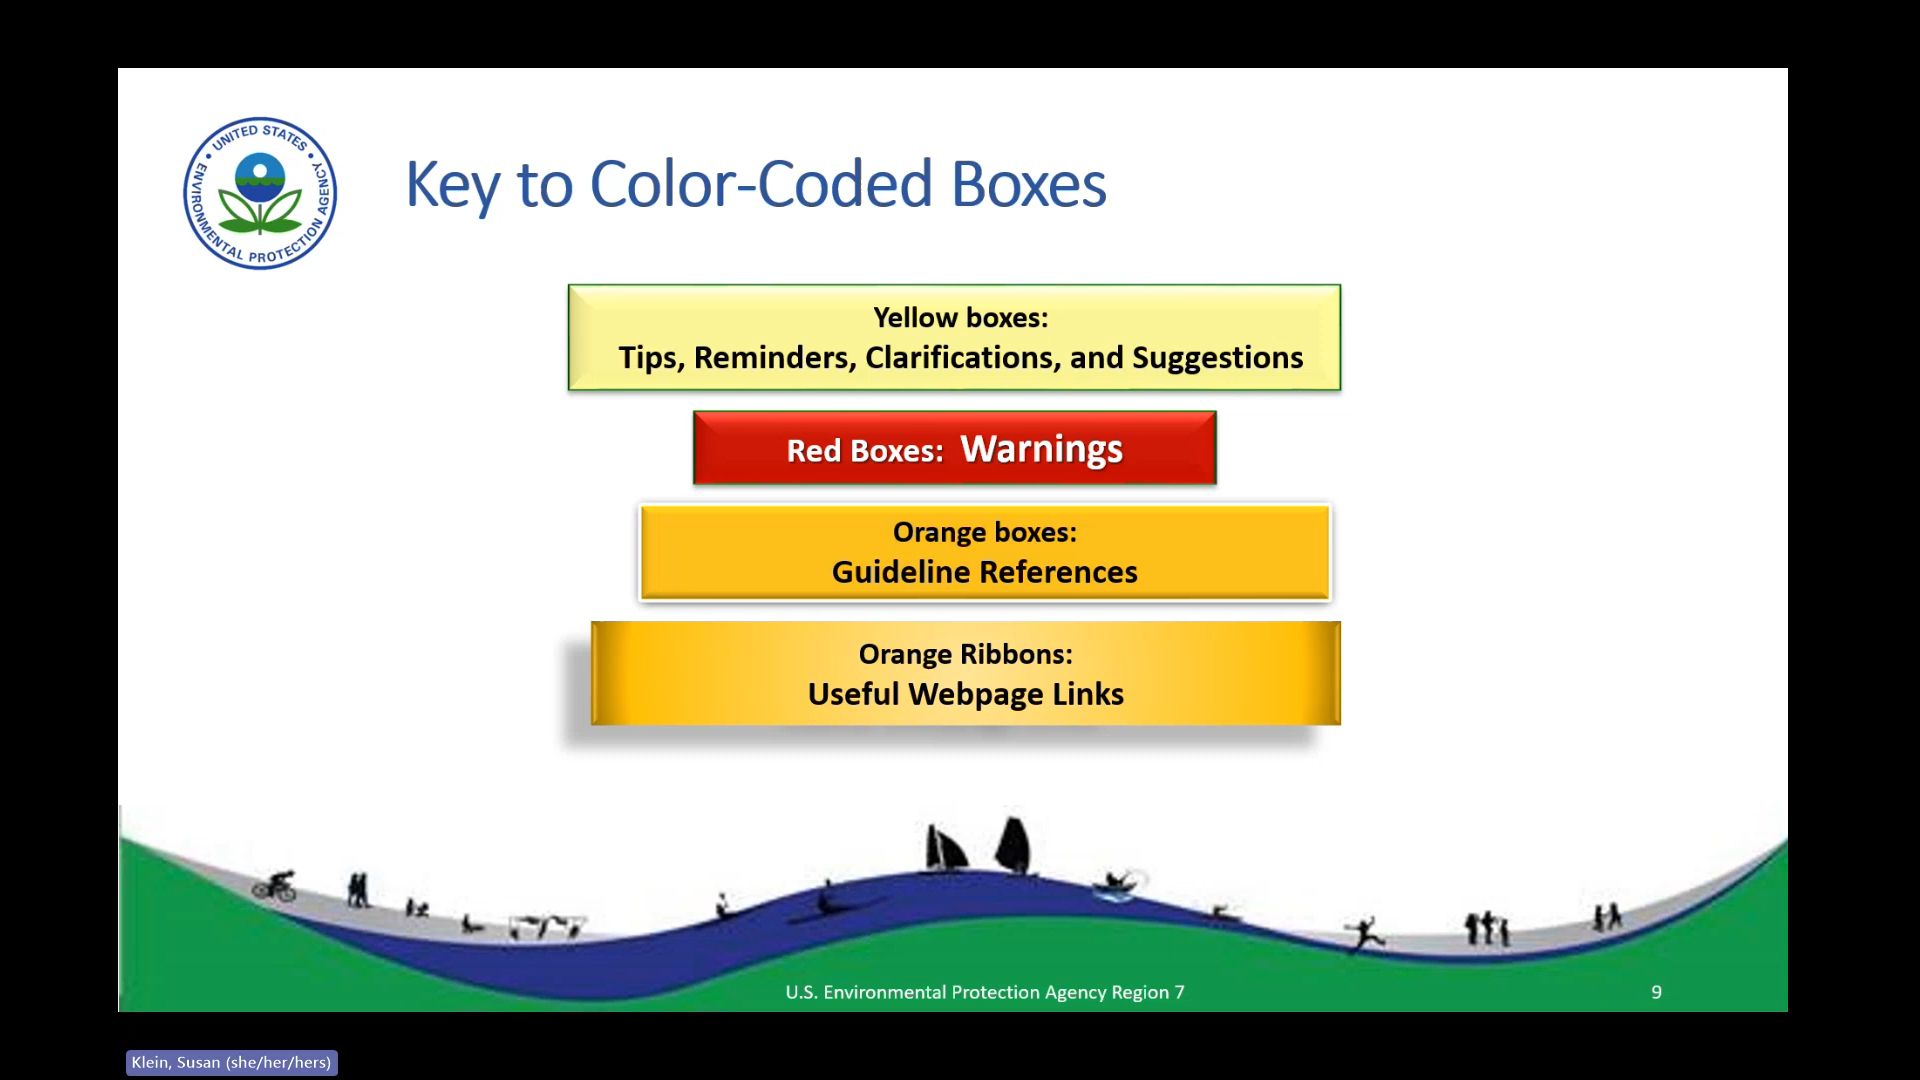 UNITED STATES
ENVIRONMENTAL PROTECTION AGENCY
Key to Color-Coded Boxes
Yellow boxes:
Tips, Reminders, Clarifications, and Suggestions
Red Boxes: Warnings
Orange boxes:
Guideline References
Orange Ribbons:
Useful Webpage Links
U.S. Environmental Protection Agency Region 7
9
Klein, Susan (she/her/hers)